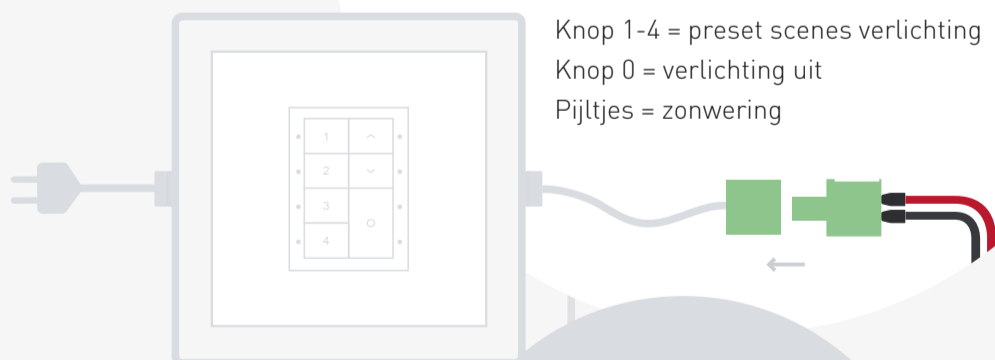 Knop 1-4 = preset scenes verlichting
Knop 0 = verlichting uit
Pijltjes = zonwering
1
2
3
4
O